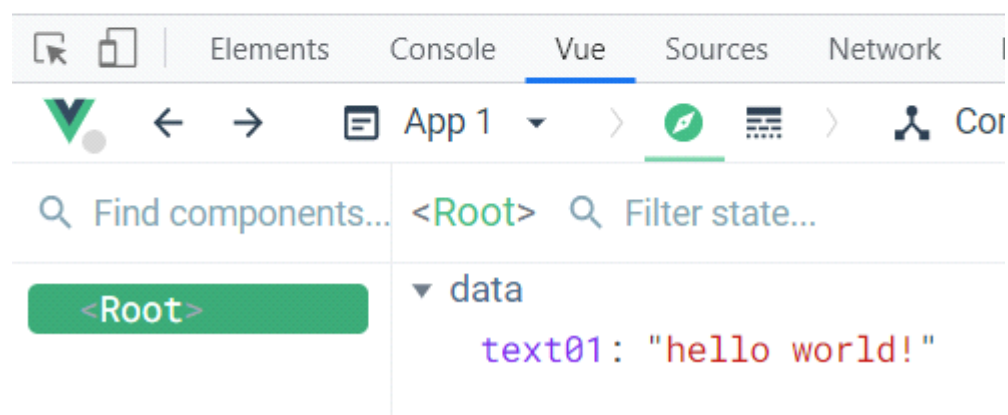 Elements Console Vue Sources Network
App 1
Find components... <Root> Filter state...
<Root>
data
text01: "hello world!"